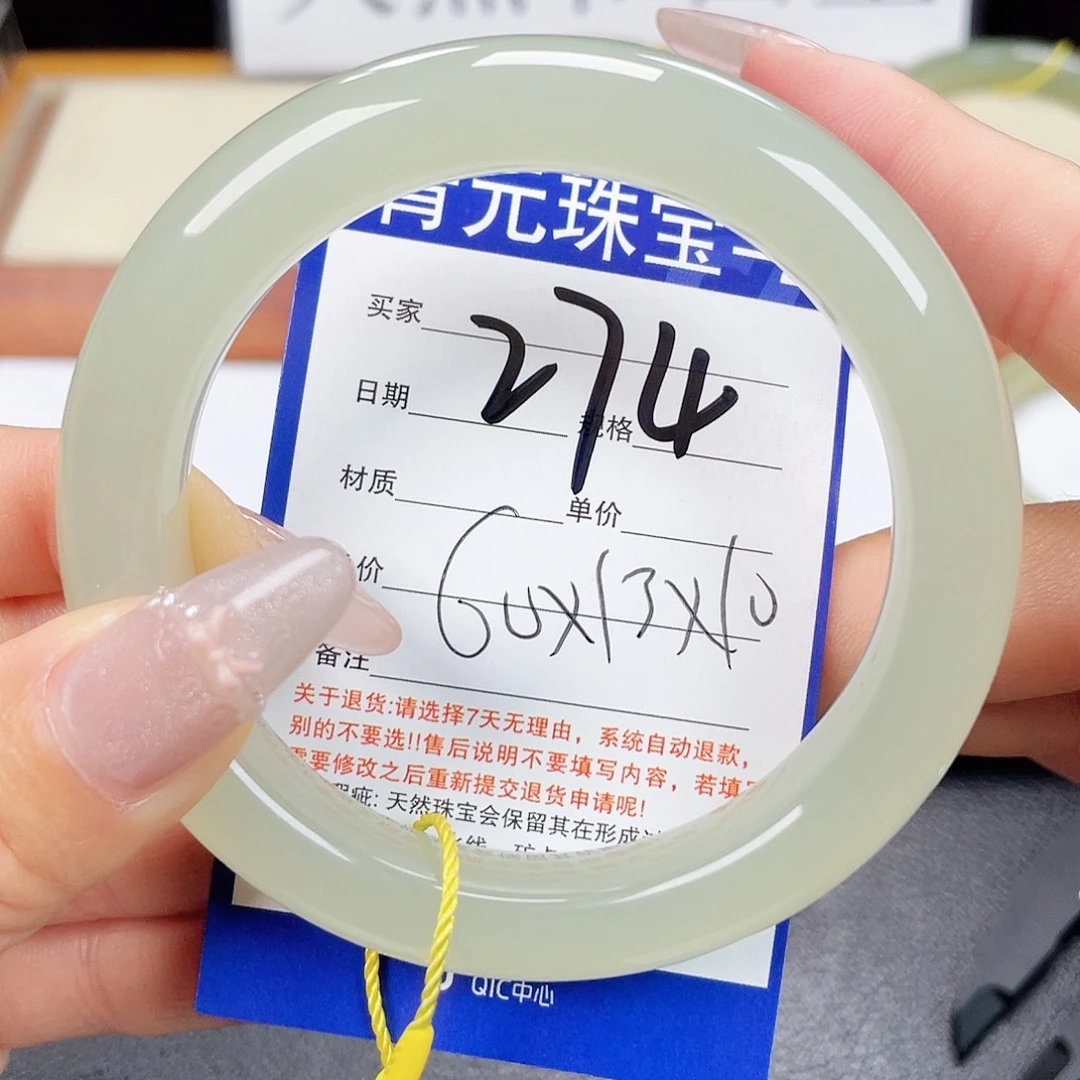 元珠宝
买家
274
日期
规格
材质
单价
价
60x13x10
备注
关于退货:请选择7天无理由，系统自动退款，
别的不要选!!售后说明不要填写内容，若填
需要修改之后重新提交退货申请呢!
瑕疵: 天然珠宝会保留其在形成
QIC中心